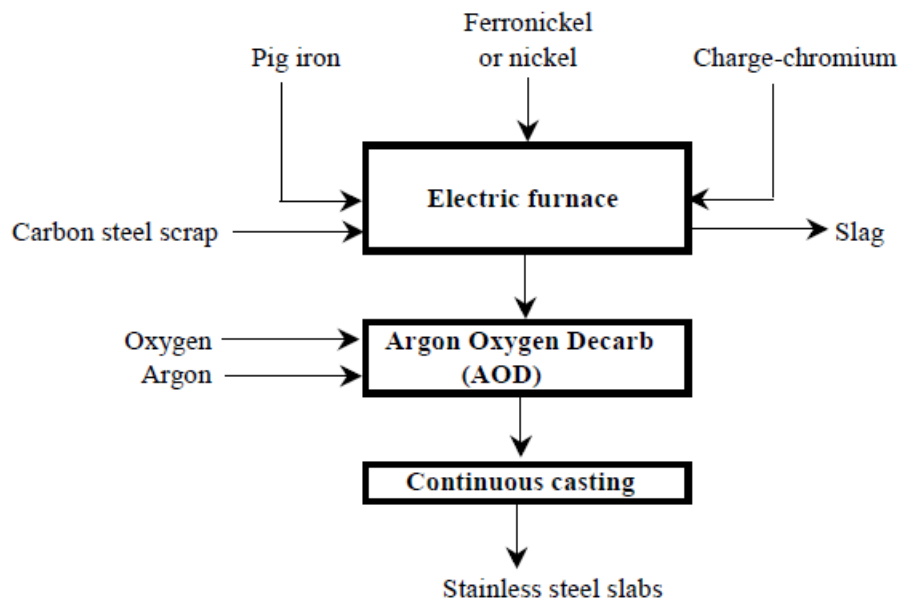 Ferronickel
or nickel
Pig iron
Charge-chromium
Electric furnace
Carbon steel scrap
Slag
Oxygen
Argon
Argon Oxygen Decarb
(AOD)
Continuous casting
Stainless steel slabs